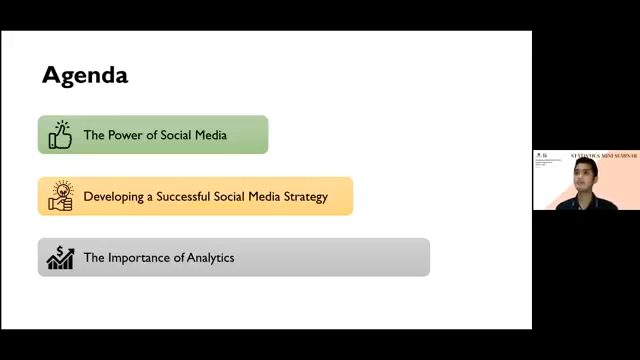 Agenda
The Power of Social Media
Developing a Successful Social Media Strategy
The Importance of Analytics
STATISTICS MINI SEMINAR